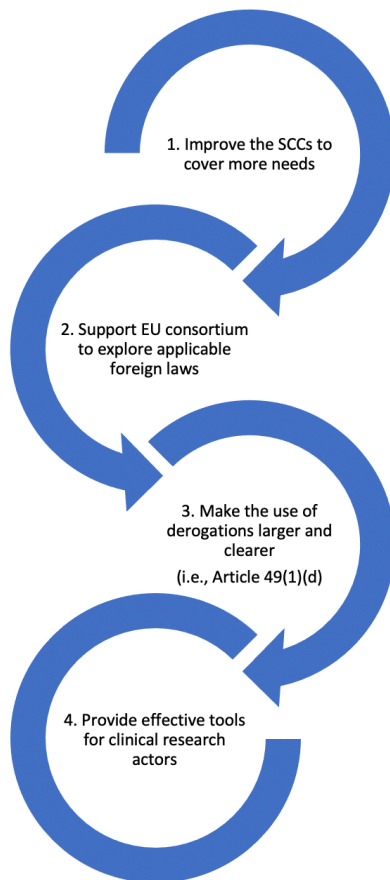 1. Improve the SCCs to
cover more needs
2. Support EU consortium
to explore applicable
foreign laws
3. Make the use of
derogations larger and
clearer
(i.e., Article 49(1)(d)
4. Provide effective tools
for clinical research
actors